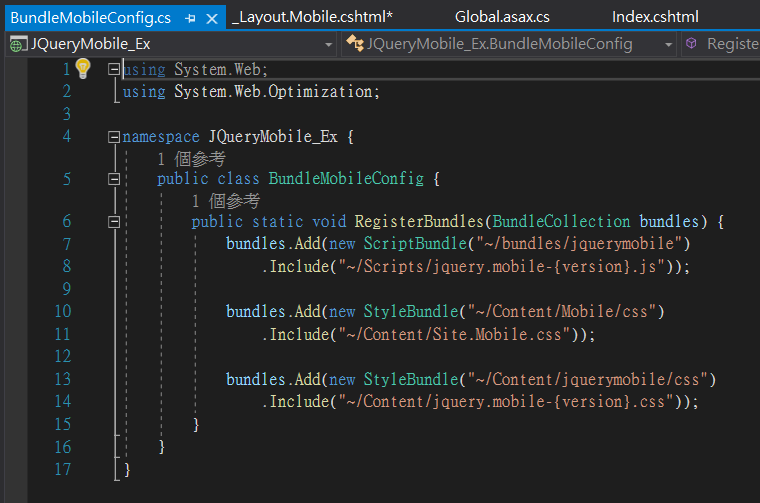 BundleMobileConfig.cs
_Layout.Mobile.cshtml*
Global.asax.cs
Index.cshtml
JQueryMobile_Ex
JQueryMobile_Ex.BundleMobileConfig
Registe
1 using System.Web;
2 using System.Web.Optimization;
3
4 namespace JQueryMobile_Ex {
1 個參考
5 public class BundleMobileConfig {
1 個參考
6 public static void RegisterBundles(BundleCollection bundles) {
7 bundles.Add(new ScriptBundle("~/bundles/jquerymobile")
8 .Include("~/Scripts/jquery.mobile-{version}.js"));
9
10 bundles.Add(new StyleBundle("~/Content/Mobile/css")
11 .Include("~/Content/Site.Mobile.css"));
12
13 bundles.Add(new StyleBundle("~/Content/jquerymobile/css")
14 .Include("~/Content/jquery.mobile-{version}.css"));
15 }
16 }
17 }